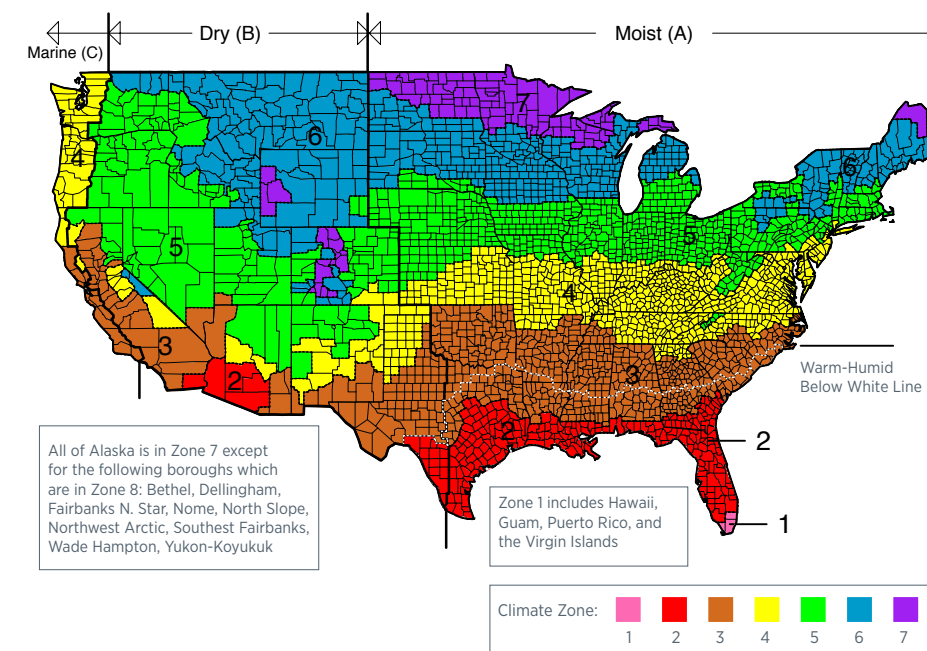 Dry (B)
Moist (A)
Marine (C)
7
6
4
6
5
5
4
3
3
2
2
Warm-Humid
Below White Line
2
1
All of Alaska is in Zone 7 except
for the following boroughs which
are in Zone 8: Bethel, Dellingham,
Fairbanks N. Star, Nome, North Slope,
Northwest Arctic, Southest Fairbanks,
Wade Hampton, Yukon-Koyukuk
Zone 1 includes Hawaii,
Guam, Puerto Rico, and
the Virgin Islands
Climate Zone:
1 2 3 4 5 6 7